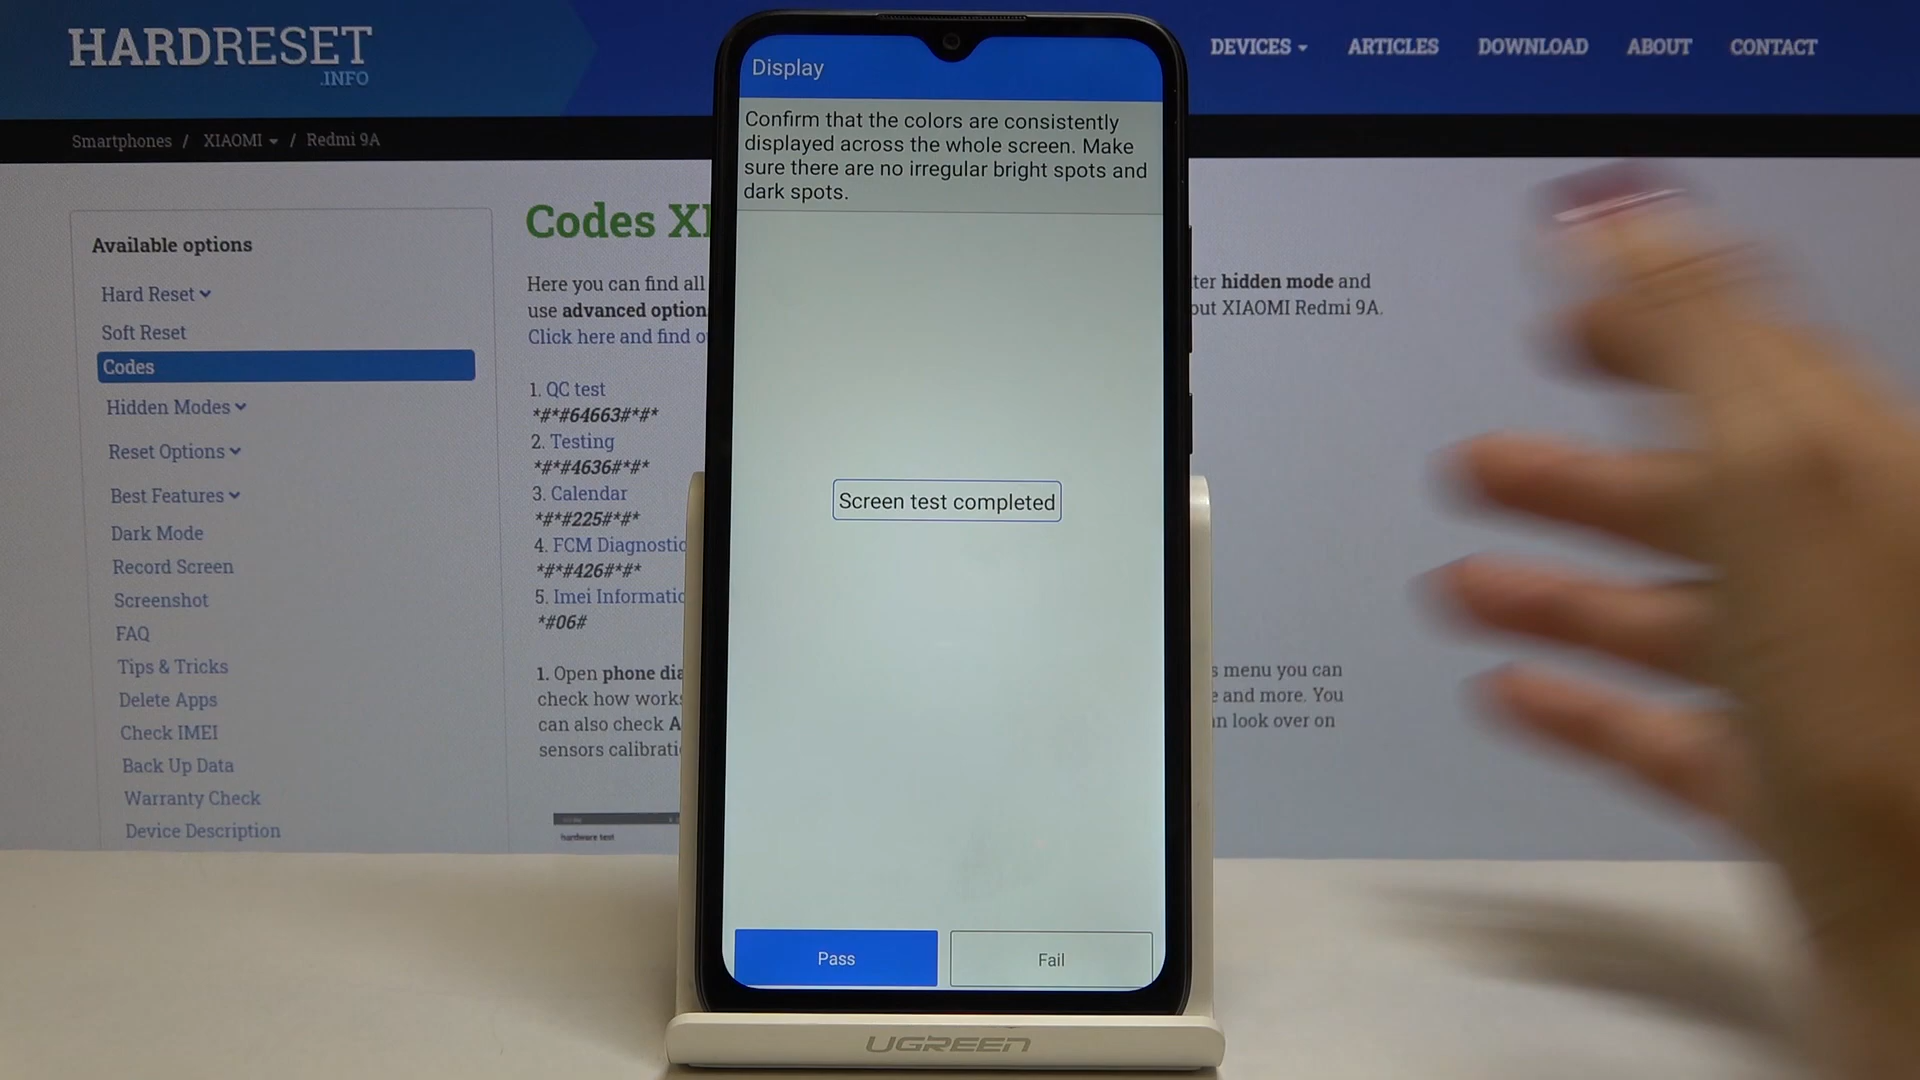 HARDRESET
.INFO
DEVICES
ARTICLES
DOWNLOAD
ABOUT
CONTACT
Smartphones / XIAOMI / Redmi 9A
Available options
Hard Reset
Soft Reset
Codes
Hidden Modes
Reset Options
Best Features
Dark Mode
Record Screen
Screenshot
FAQ
Tips & Tricks
Delete Apps
Check IMEI
Back Up Data
Warranty Check
Device Description
Codes XI
Here you can find all
use advanced option
Click here and find o
ter hidden mode and
out XIAOMI Redmi 9A.
1. QC test
*#*#64663#*#*
2. Testing
*#*#4636#*#*
3. Calendar
*#*#225#*#*
4. FCM Diagnostic
*#*#426#*#*
5. Imei Informatio
*#06#
1. Open phone dia
check how works
can also check A
sensors calibrati
s menu you can
e and more. You
n look over on
hardware test
Display
Confirm that the colors are consistently
displayed across the whole screen. Make
sure there are no irregular bright spots and
dark spots.
Screen test completed
Pass
Fail
UGREEN